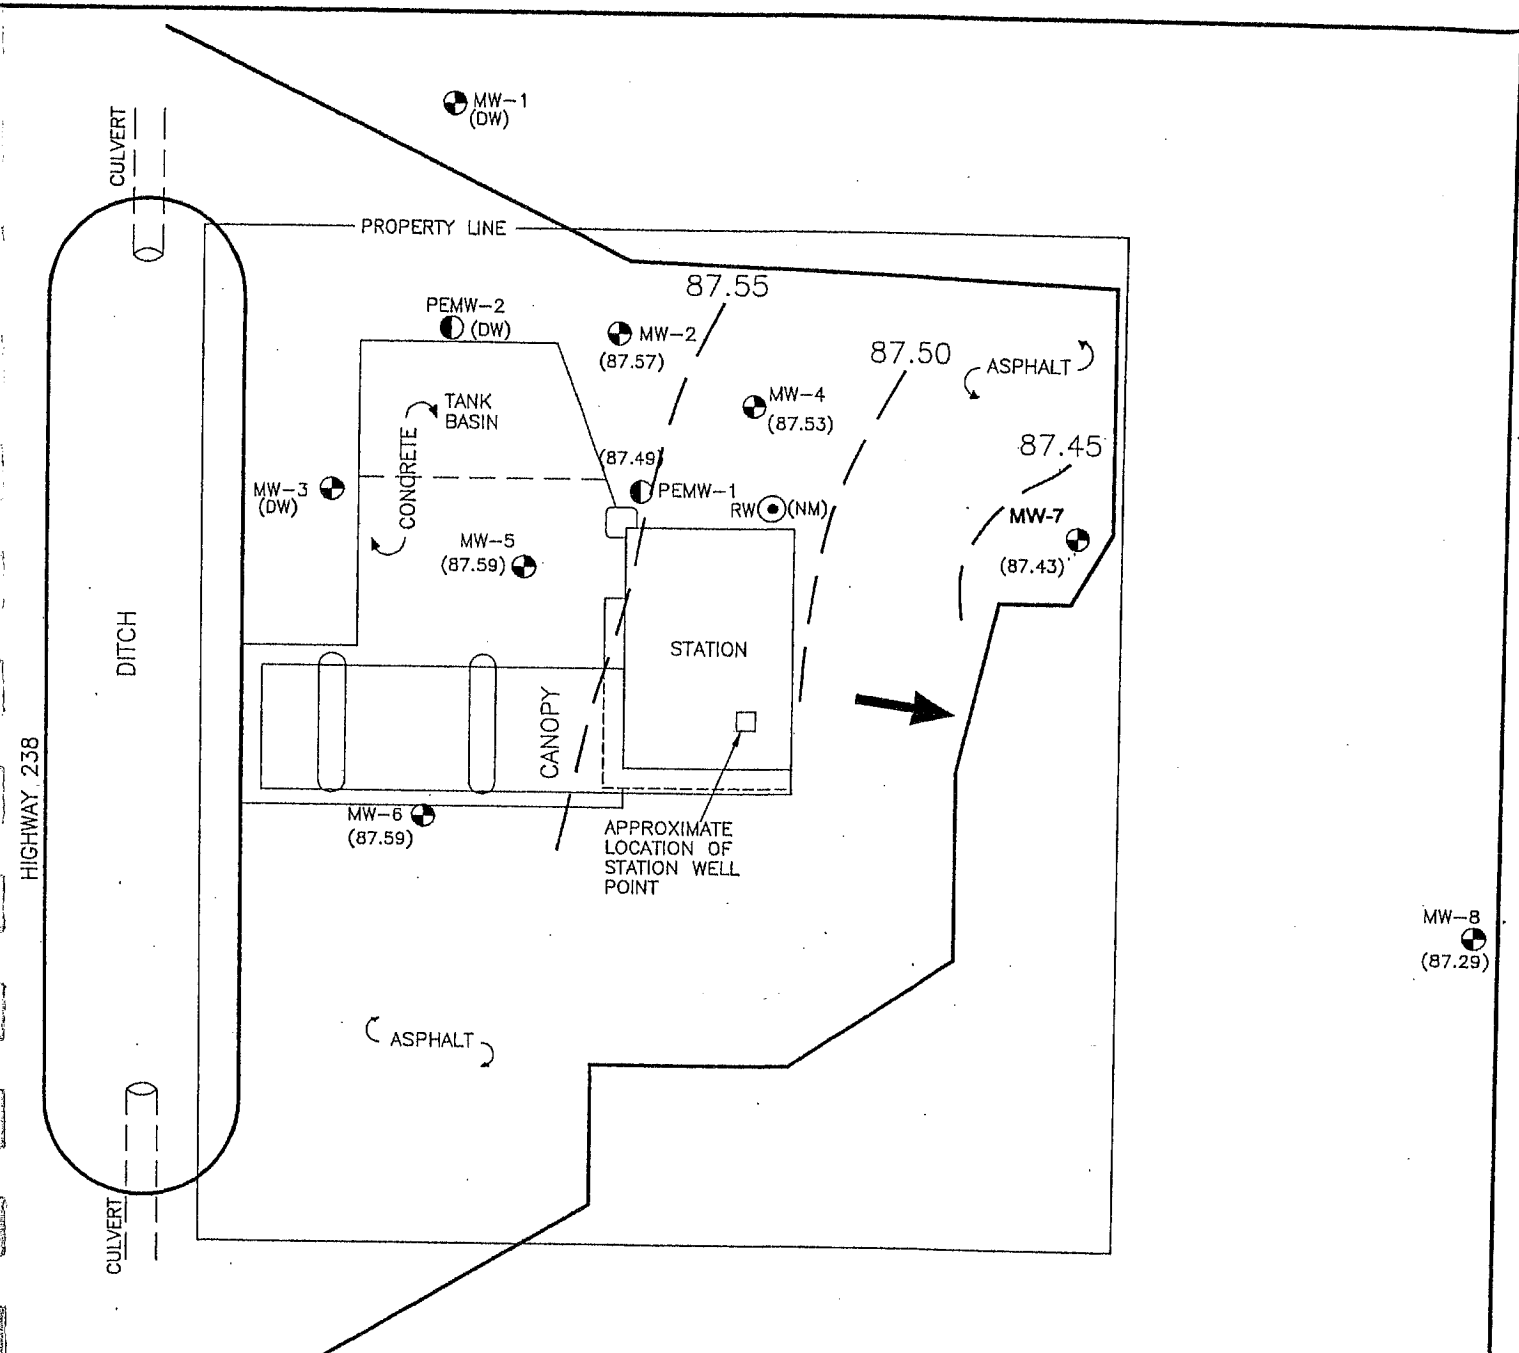 MW-1
(DW)
CULVERT
PROPERTY LINE
87.55
PEMW-2
(DW)
MW-2
(87.57)
87.50
ASPHALT
MW-4
(87.53)
TANK
BASIN
CONCRETE
87.45
(87.49)
PEMW-1
MW-3
(DW)
RW (NM)
MW-7
(87.43)
MW-5
(87.59)
DITCH
STATION
CANOPY
HIGHWAY 238
MW-6
(87.59)
APPROXIMATE
LOCATION OF
STATION WELL
POINT
MW-8
(87.29)
ASPHALT
CULVERT